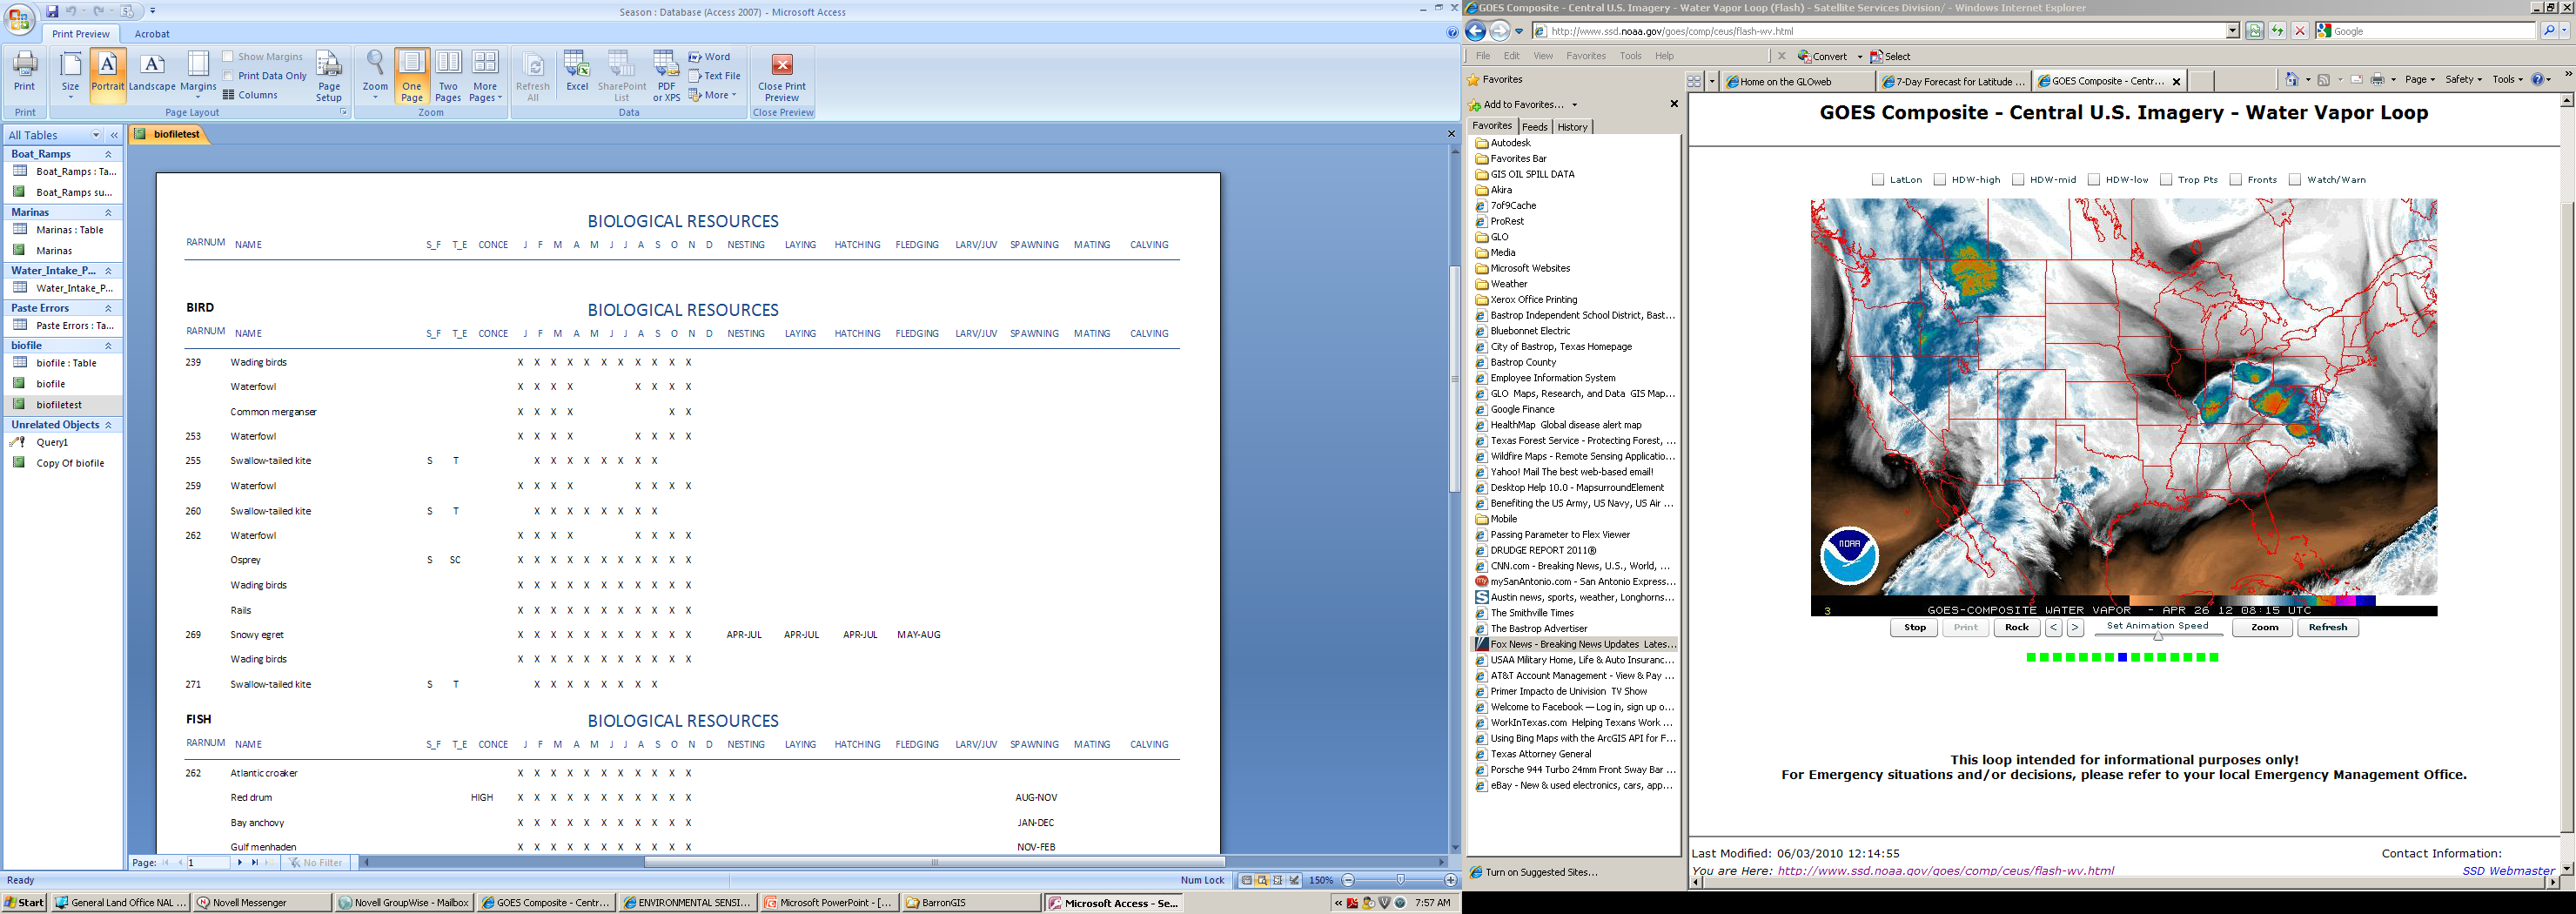 Season : Database (Access 2007) - Microsoft Access
Print Preview Acrobat
Print Size Portrait Landscape Margins Show Margins Print Data Only Columns Page Setup Zoom One Page Two Pages More Pages Refresh All Excel SharePoint List PDF or XPS Word Text File More Close Print Preview
Print Page Layout Zoom Data Close Preview
All Tables
Boat_Ramps
Boat_Ramps : Ta...
Boat_Ramps su...
Marinas
Marinas : Table
Marinas
Water_Intake_P...
Water_Intake_P...
Paste Errors
Paste Errors : Ta...
biofile
biofile : Table
biofile
biofiletest
Unrelated Objects
Query1
Copy Of biofile
biofiletest
BIOLOGICAL RESOURCES
RARNUM NAME S_F T_E CONCE J F M A M J J A S O N D NESTING LAYING HATCHING FLEDGING LARV/JUV SPAWNING MATING CALVING
BIRD BIOLOGICAL RESOURCES
RARNUM NAME S_F T_E CONCE J F M A M J J A S O N D NESTING LAYING HATCHING FLEDGING LARV/JUV SPAWNING MATING CALVING
239 Wading birds X X X X X X X X X X X
Waterfowl X X X X X X X X
Common merganser X X X X X X
253 Waterfowl X X X X X X X X
255 Swallow-tailed kite S T X X X X X X X X
259 Waterfowl X X X X X X X X
260 Swallow-tailed kite S T X X X X X X X X
262 Waterfowl X X X X X X X X
Osprey S SC X X X X X X X X X X X
Wading birds X X X X X X X X X X X
Rails X X X X X X X X X X X
269 Snowy egret X X X X X X X X X X X APR-JUL APR-JUL APR-JUL MAY-AUG
Wading birds X X X X X X X X X X X
271 Swallow-tailed kite S T X X X X X X X X
FISH BIOLOGICAL RESOURCES
RARNUM NAME S_F T_E CONCE J F M A M J J A S O N D NESTING LAYING HATCHING FLEDGING LARV/JUV SPAWNING MATING CALVING
262 Atlantic croaker X X X X X X X X X X X
Red drum HIGH X X X X X X X X X X X AUG-NOV
Bay anchovy X X X X X X X X X X X JAN-DEC
Gulf menhaden X X X X X X X X X X X NOV-FEB
Page: 1 No Filter
Ready Num Lock 150%
Start General Land Office NAL ... Novell Messenger Novell GroupWise - Mailbox GOES Composite - Centr... ENVIRONMENTAL SENSI... Microsoft PowerPoint - [... BarronGIS Microsoft Access - Se... 7:57 AM
GOES Composite - Central U.S. Imagery - Water Vapor Loop (Flash) - Satellite Services Division/ - Windows Internet Explorer
http://www.ssd.noaa.gov/goes/comp/ceus/flash-wv.html Google
File Edit View Favorites Tools Help X Convert Select
Favorites
Home on the GLOweb 7-Day Forecast for Latitude ... GOES Composite - Centr... Page Safety Tools
Add to Favorites...
Favorites Feeds History
Autodesk
Favorites Bar
GIS OIL SPILL DATA
Akira
7of9Cache
ProRest
GLO
Media
Microsoft Websites
Weather
Xerox Office Printing
Bastrop Independent School District, Bast...
Bluebonnet Electric
City of Bastrop, Texas Homepage
Bastrop County
Employee Information System
GLO Maps, Research, and Data GIS Map...
Google Finance
HealthMap Global disease alert map
Texas Forest Service - Protecting Forest, ...
Wildfire Maps - Remote Sensing Applicatio...
Yahoo! Mail The best web-based email!
Desktop Help 10.0 - MapsurroundElement
Benefiting the US Army, US Navy, US Air ...
Mobile
Passing Parameter to Flex Viewer
DRUDGE REPORT 2011®
CNN.com - Breaking News, U.S., World, ...
mySanAntonio.com - San Antonio Express...
Austin news, sports, weather, Longhorns...
The Smithville Times
The Bastrop Advertiser
Fox News - Breaking News Updates Lates...
USAA Military Home, Life & Auto Insuranc...
AT&T Account Management - View & Pay ...
Primer Impacto de Univision TV Show
Welcome to Facebook — Log in, sign up o...
WorkInTexas.com Helping Texans Work ...
Using Bing Maps with the ArcGIS API for F...
Texas Attorney General
Porsche 944 Turbo 24mm Front Sway Bar ...
eBay - New & used electronics, cars, app...
Turn on Suggested Sites...
GOES Composite - Central U.S. Imagery - Water Vapor Loop
LatLon HDW-high HDW-mid HDW-low Trop Pts Fronts Watch/Warn
NOAA
3 GOES-COMPOSITE WATER VAPOR - APR 26 12 08:15 UTC
Stop Print Rock < > Set Animation Speed Zoom Refresh
This loop intended for informational purposes only!
For Emergency situations and/or decisions, please refer to your local Emergency Management Office.
Last Modified: 06/03/2010 12:14:55 Contact Information:
You are Here: http://www.ssd.noaa.gov/goes/comp/ceus/flash-wv.html SSD Webmaster